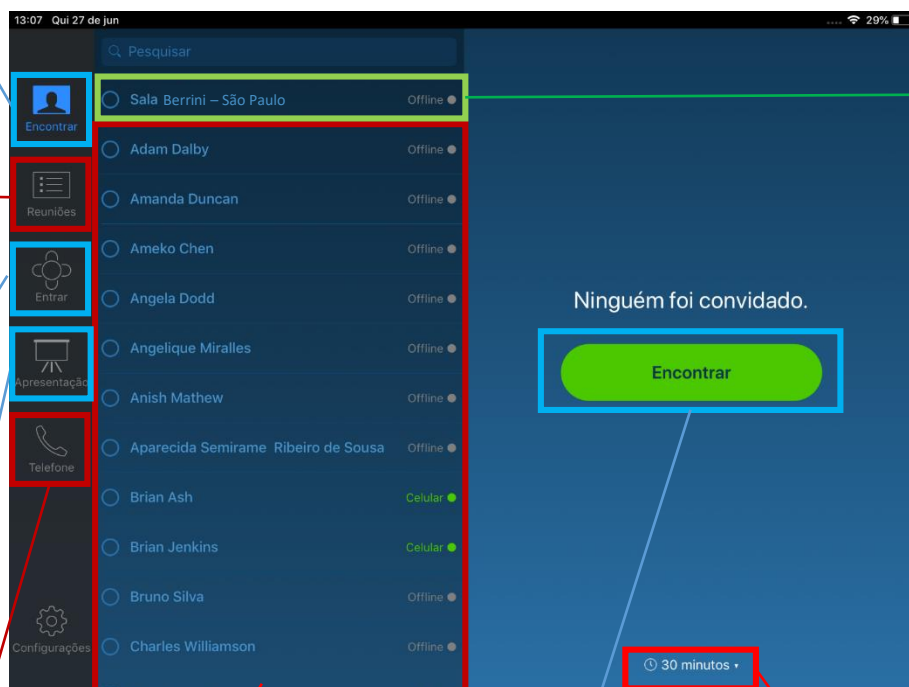 13:07 Qui 27 de jun
29%
Pesquisar
Encontrar
Reuniões
Entrar
Apresentação
Telefone
Configurações
Sala Berrini – São Paulo Offline
Adam Dalby Offline
Amanda Duncan Offline
Ameko Chen Offline
Angela Dodd Offline
Angelique Miralles Offline
Anish Mathew Offline
Aparecida Semirame Ribeiro de Sousa Offline
Brian Ash Celular
Brian Jenkins Celular
Bruno Silva Offline
Charles Williamson Offline
Ninguém foi convidado.
Encontrar
30 minutos